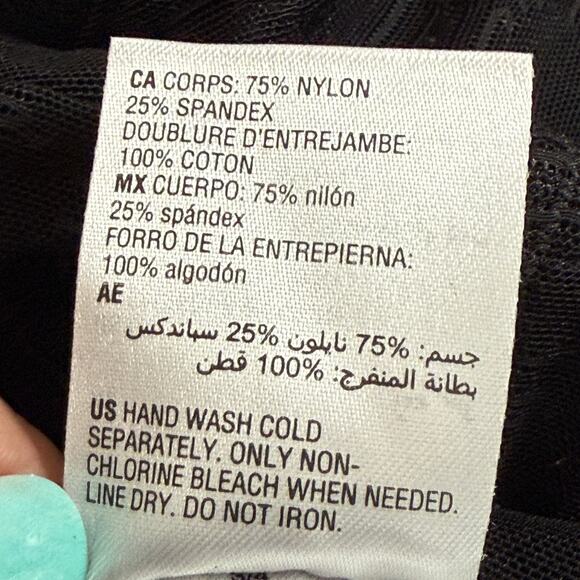 CA CORPS: 75% NYLON
25% SPANDEX
DOUBLURE D'ENTREJAMBE:
100% COTON
MX CUERPO: 75% nilón
25% spándex
FORRO DE LA ENTREPIERNA:
100% algodón
AE
جسم: 75% نايلون 25% سباندكس
بطانة المنفرج: 100% قطن
US HAND WASH COLD
SEPARATELY. ONLY NON-
CHLORINE BLEACH WHEN NEEDED.
LINE DRY. DO NOT IRON.